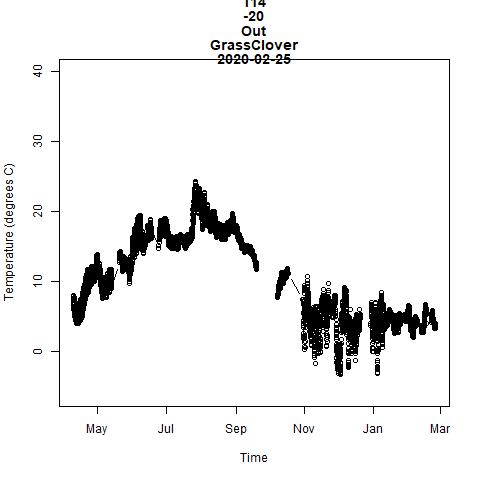 T14
-20
Out
GrassClover
2020-02-25
40
30
20
10
0
Temperature (degrees C)
May
Jul
Sep
Nov
Jan
Mar
Time